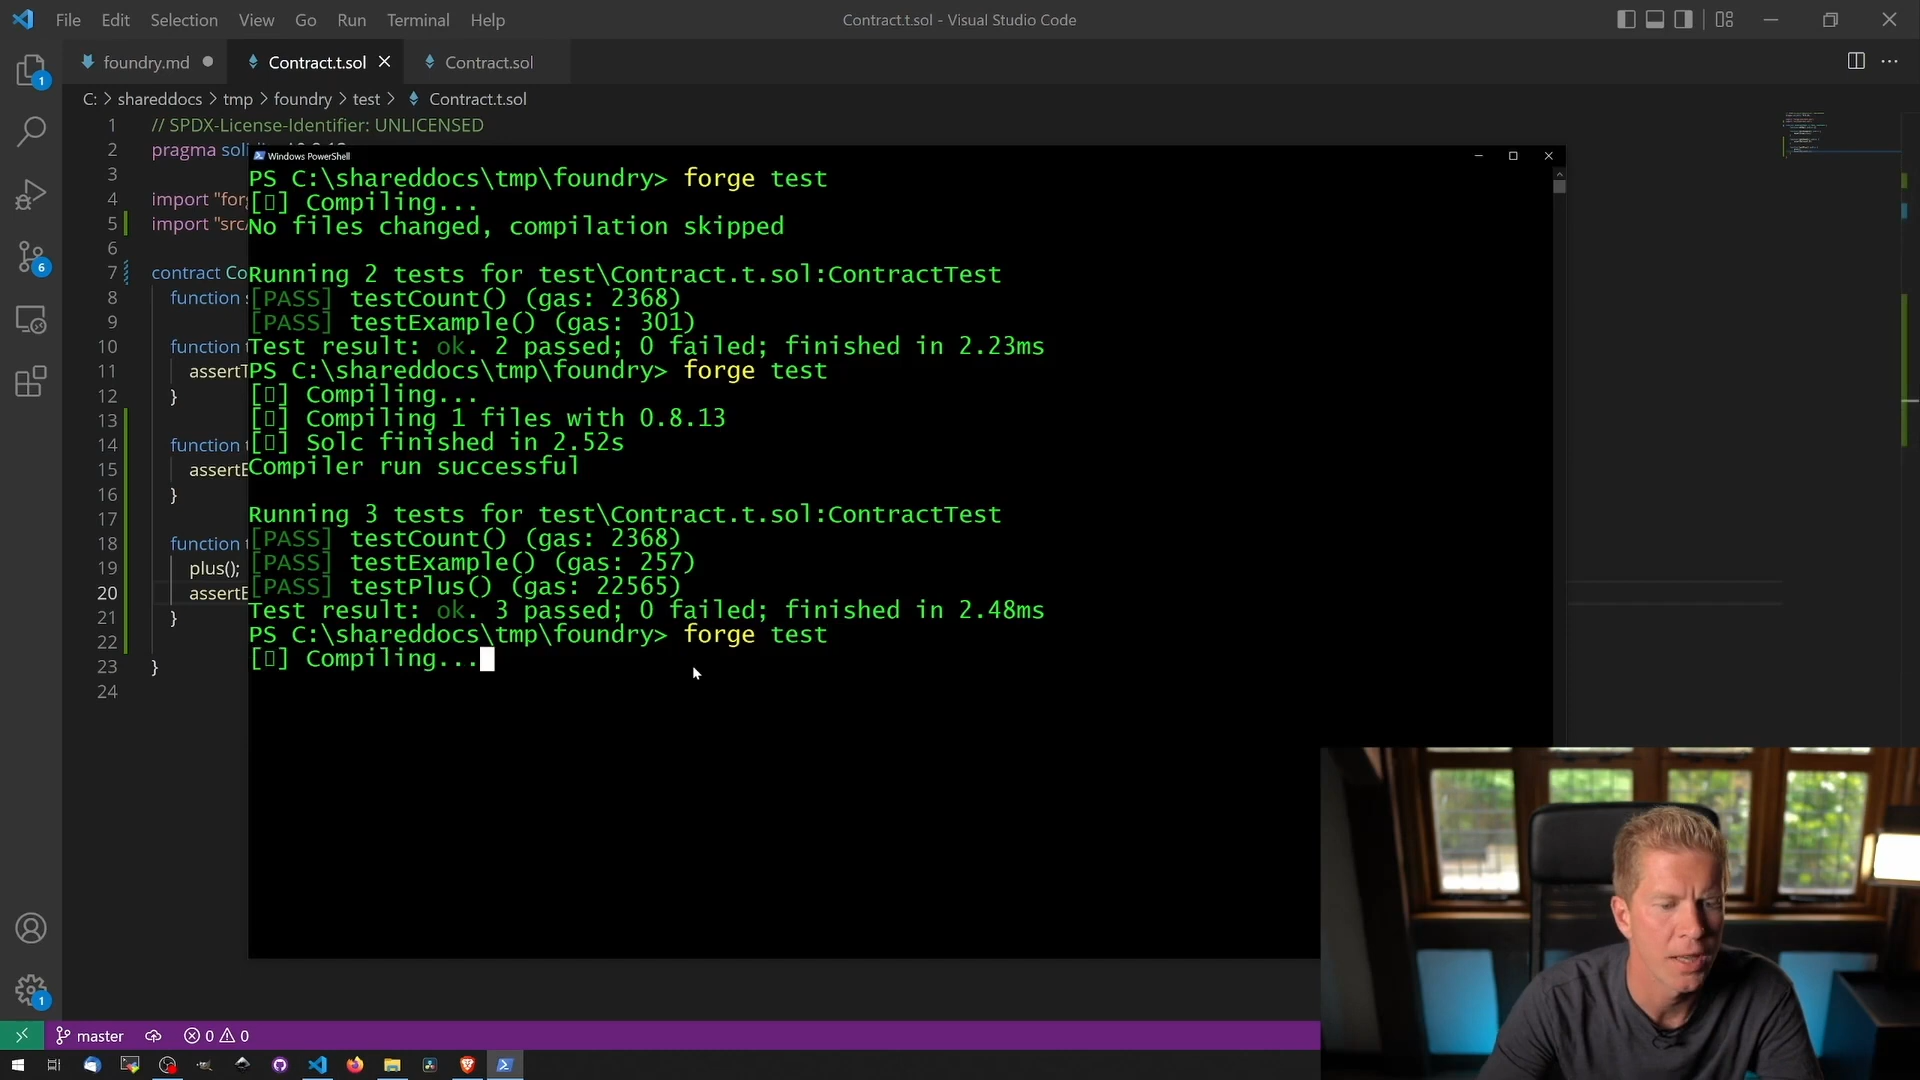 File Edit Selection View Go Run Terminal Help
Contract.t.sol - Visual Studio Code
foundry.md
Contract.t.sol
Contract.sol
C: > shareddocs > tmp > foundry > test > Contract.t.sol
1 // SPDX-License-Identifier: UNLICENSED
2 pragma
3
4 import
5 import
6
7 contract
8 function
9
10 function
11
12 }
13
14 function
15
16 }
17
18 function
19 plus();
20
21 }
22
23 }
24
Windows PowerShell
PS C:\shareddocs\tmp\foundry> forge test
[▯] Compiling...
No files changed, compilation skipped
Running 2 tests for test\Contract.t.sol:ContractTest
[PASS] testCount() (gas: 2368)
[PASS] testExample() (gas: 301)
Test result: ok. 2 passed; 0 failed; finished in 2.23ms
PS C:\shareddocs\tmp\foundry> forge test
[▯] Compiling...
[▯] Compiling 1 files with 0.8.13
[▯] Solc finished in 2.52s
Compiler run successful
Running 3 tests for test\Contract.t.sol:ContractTest
[PASS] testCount() (gas: 2368)
[PASS] testExample() (gas: 257)
[PASS] testPlus() (gas: 22565)
Test result: ok. 3 passed; 0 failed; finished in 2.48ms
PS C:\shareddocs\tmp\foundry> forge test
[▯] Compiling...
1
6
1
master
0 0